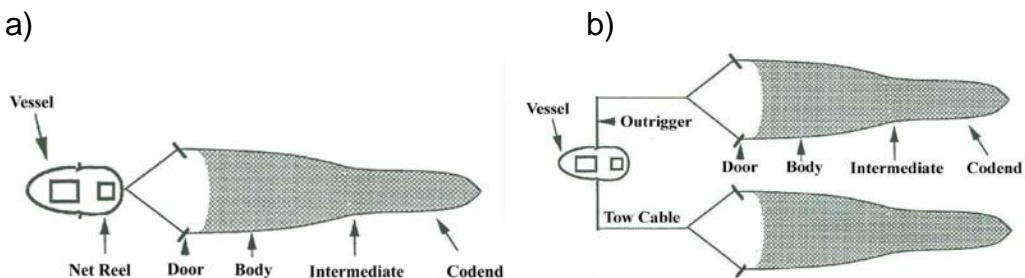 a)
Vessel
Net Reel Door Body Intermediate Codend
b)
Vessel
Outrigger
Door Body Intermediate Codend
Tow Cable